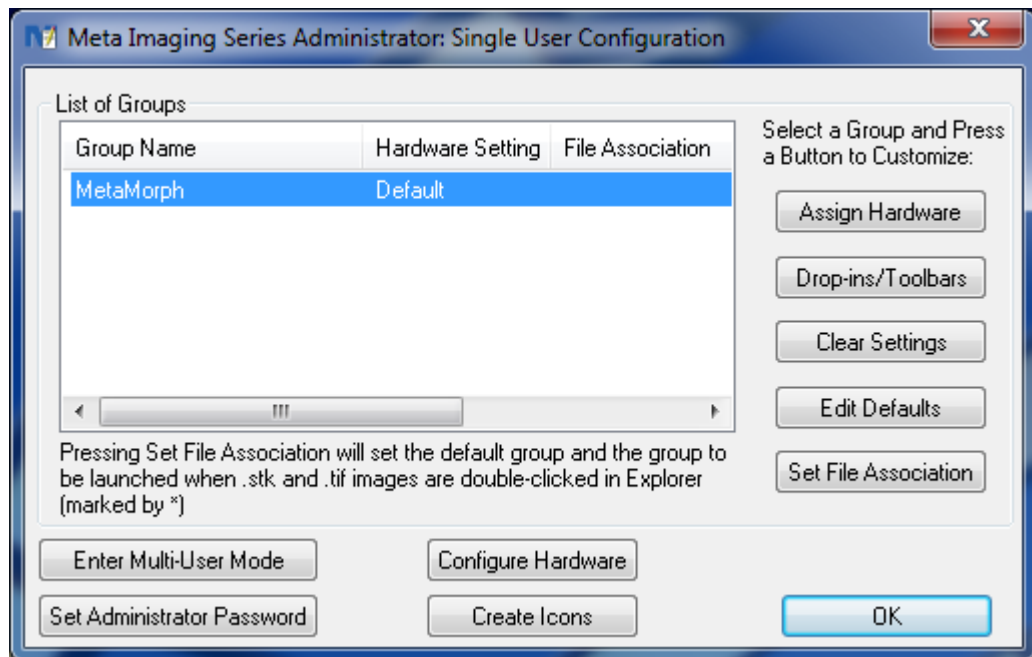 Meta Imaging Series Administrator: Single User Configuration
List of Groups
Group Name Hardware Setting File Association
MetaMorph Default
Select a Group and Press
a Button to Customize:
Assign Hardware
Drop-ins/Toolbars
Clear Settings
Edit Defaults
Set File Association
Pressing Set File Association will set the default group and the group to
be launched when .stk and .tif images are double-clicked in Explorer
(marked by *)
Enter Multi-User Mode
Configure Hardware
Set Administrator Password
Create Icons
OK